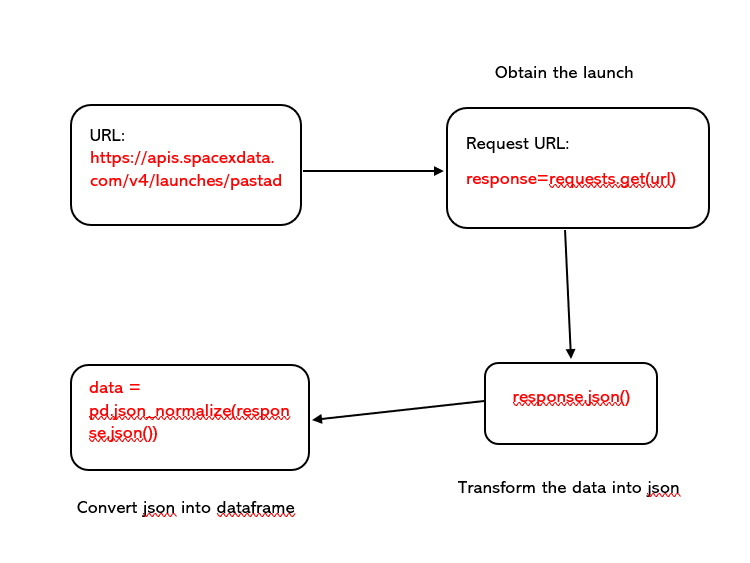 Obtain the launch
URL:
https://apis.spacexdata.
com/v4/launches/pastad
Request URL:
response=requests.get(url)
response.json()
Transform the data into json
data =
pd.json_normalize(respon
se.json())
Convert json into dataframe